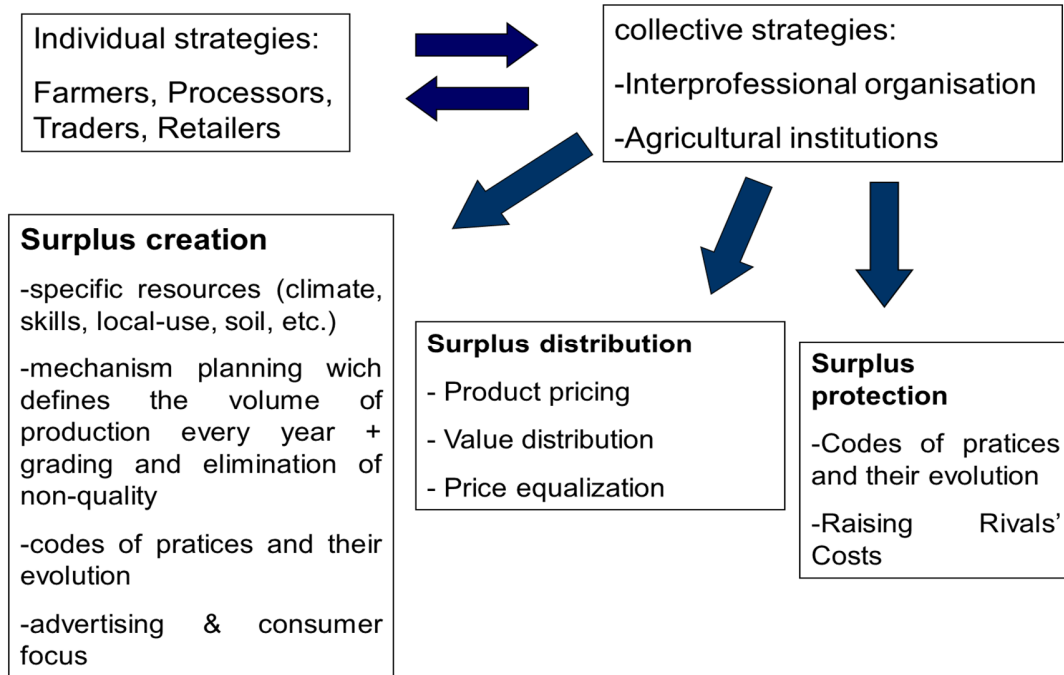 Individual strategies:
Farmers, Processors,
Traders, Retailers
collective strategies:
-Interprofessional organisation
-Agricultural institutions
Surplus creation
-specific resources (climate,
skills, local-use, soil, etc.)
-mechanism planning wich
defines the volume of
production every year +
grading and elimination of
non-quality
-codes of pratices and their
evolution
-advertising & consumer
focus
Surplus distribution
- Product pricing
- Value distribution
- Price equalization
Surplus
protection
-Codes of pratices
and their evolution
-Raising Rivals’
Costs